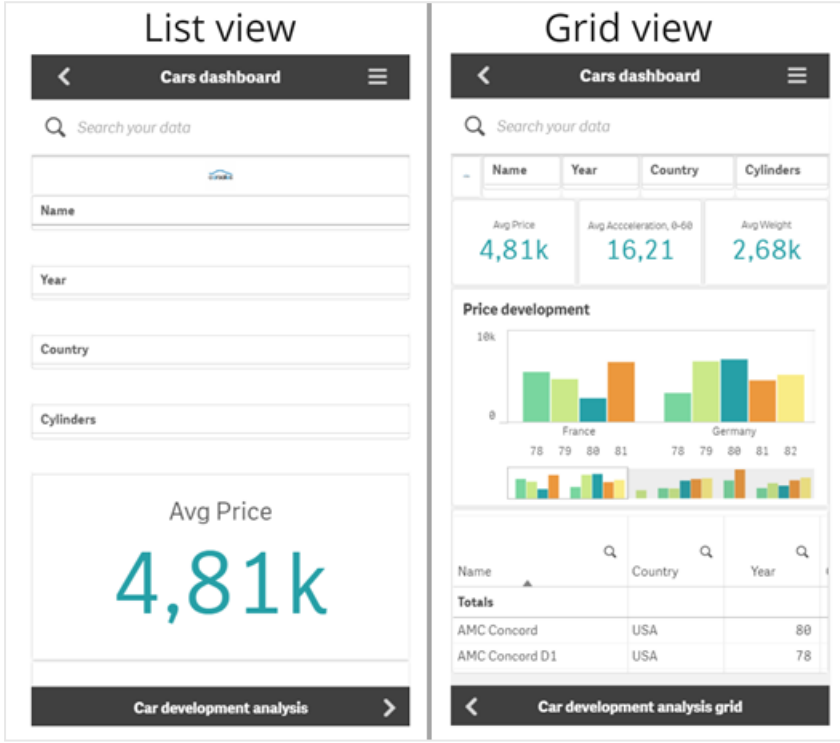 List view
Cars dashboard
Search your data
Name
Year
Country
Cylinders
Avg Price
4,81k
Car development analysis
Grid view
Cars dashboard
Search your data
Name Year Country Cylinders
Avg Price Avg Accceleration, 0-60 Avg Weight
4,81k 16,21 2,68k
Price development
10k
0
France Germany
78 79 80 81 78 79 80 81 82
Name Country Year
Totals
AMC Concord USA 80
AMC Concord D1 USA 78
Car development analysis grid